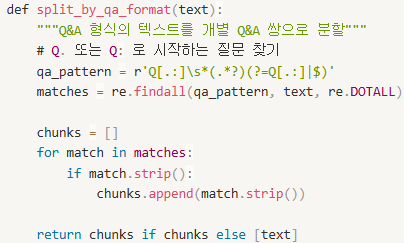 def split_by_qa_format(text):
    """Q&A 형식의 텍스트를 개별 Q&A 쌍으로 분할"""
    # Q. 또는 Q: 로 시작하는 질문 찾기
    qa_pattern = r'Q[.:]\s*(.*?)(?=Q[.:]|$)'
    matches = re.findall(qa_pattern, text, re.DOTALL)

    chunks = []
    for match in matches:
        if match.strip():
            chunks.append(match.strip())

    return chunks if chunks else [text]